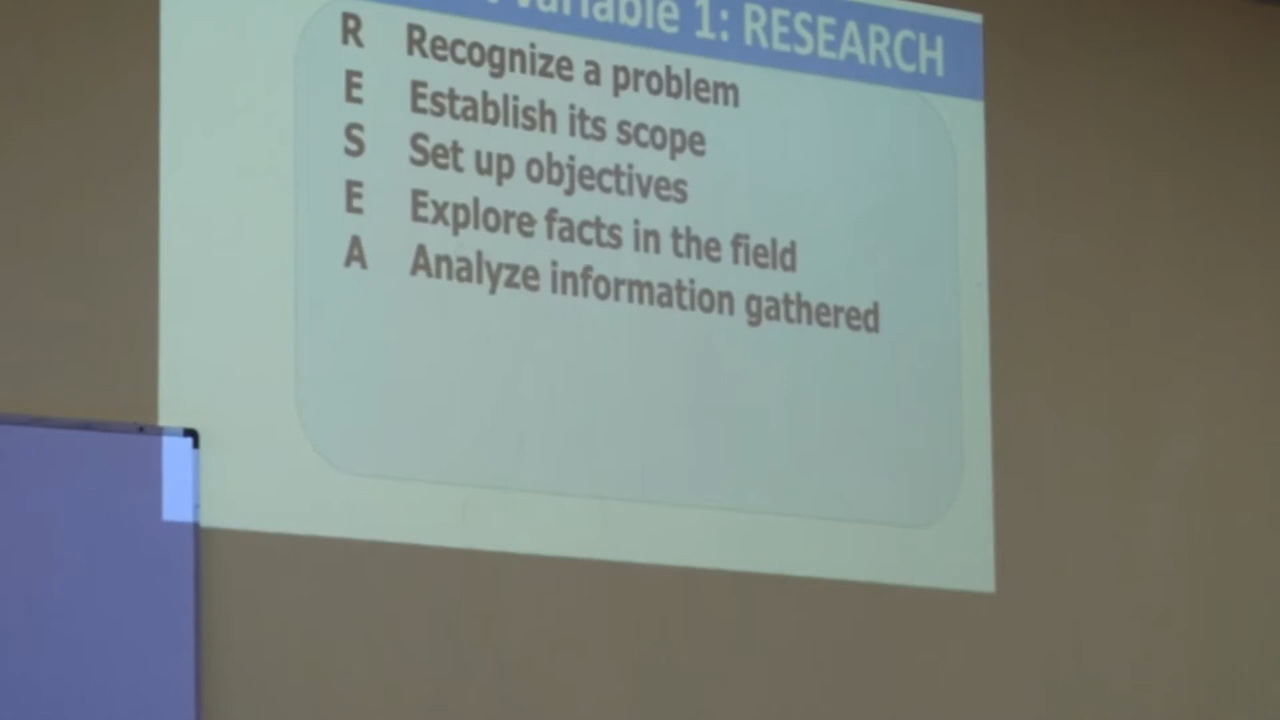 Variable 1: RESEARCH
R Recognize a problem
E Establish its scope
S Set up objectives
E Explore facts in the field
A Analyze information gathered